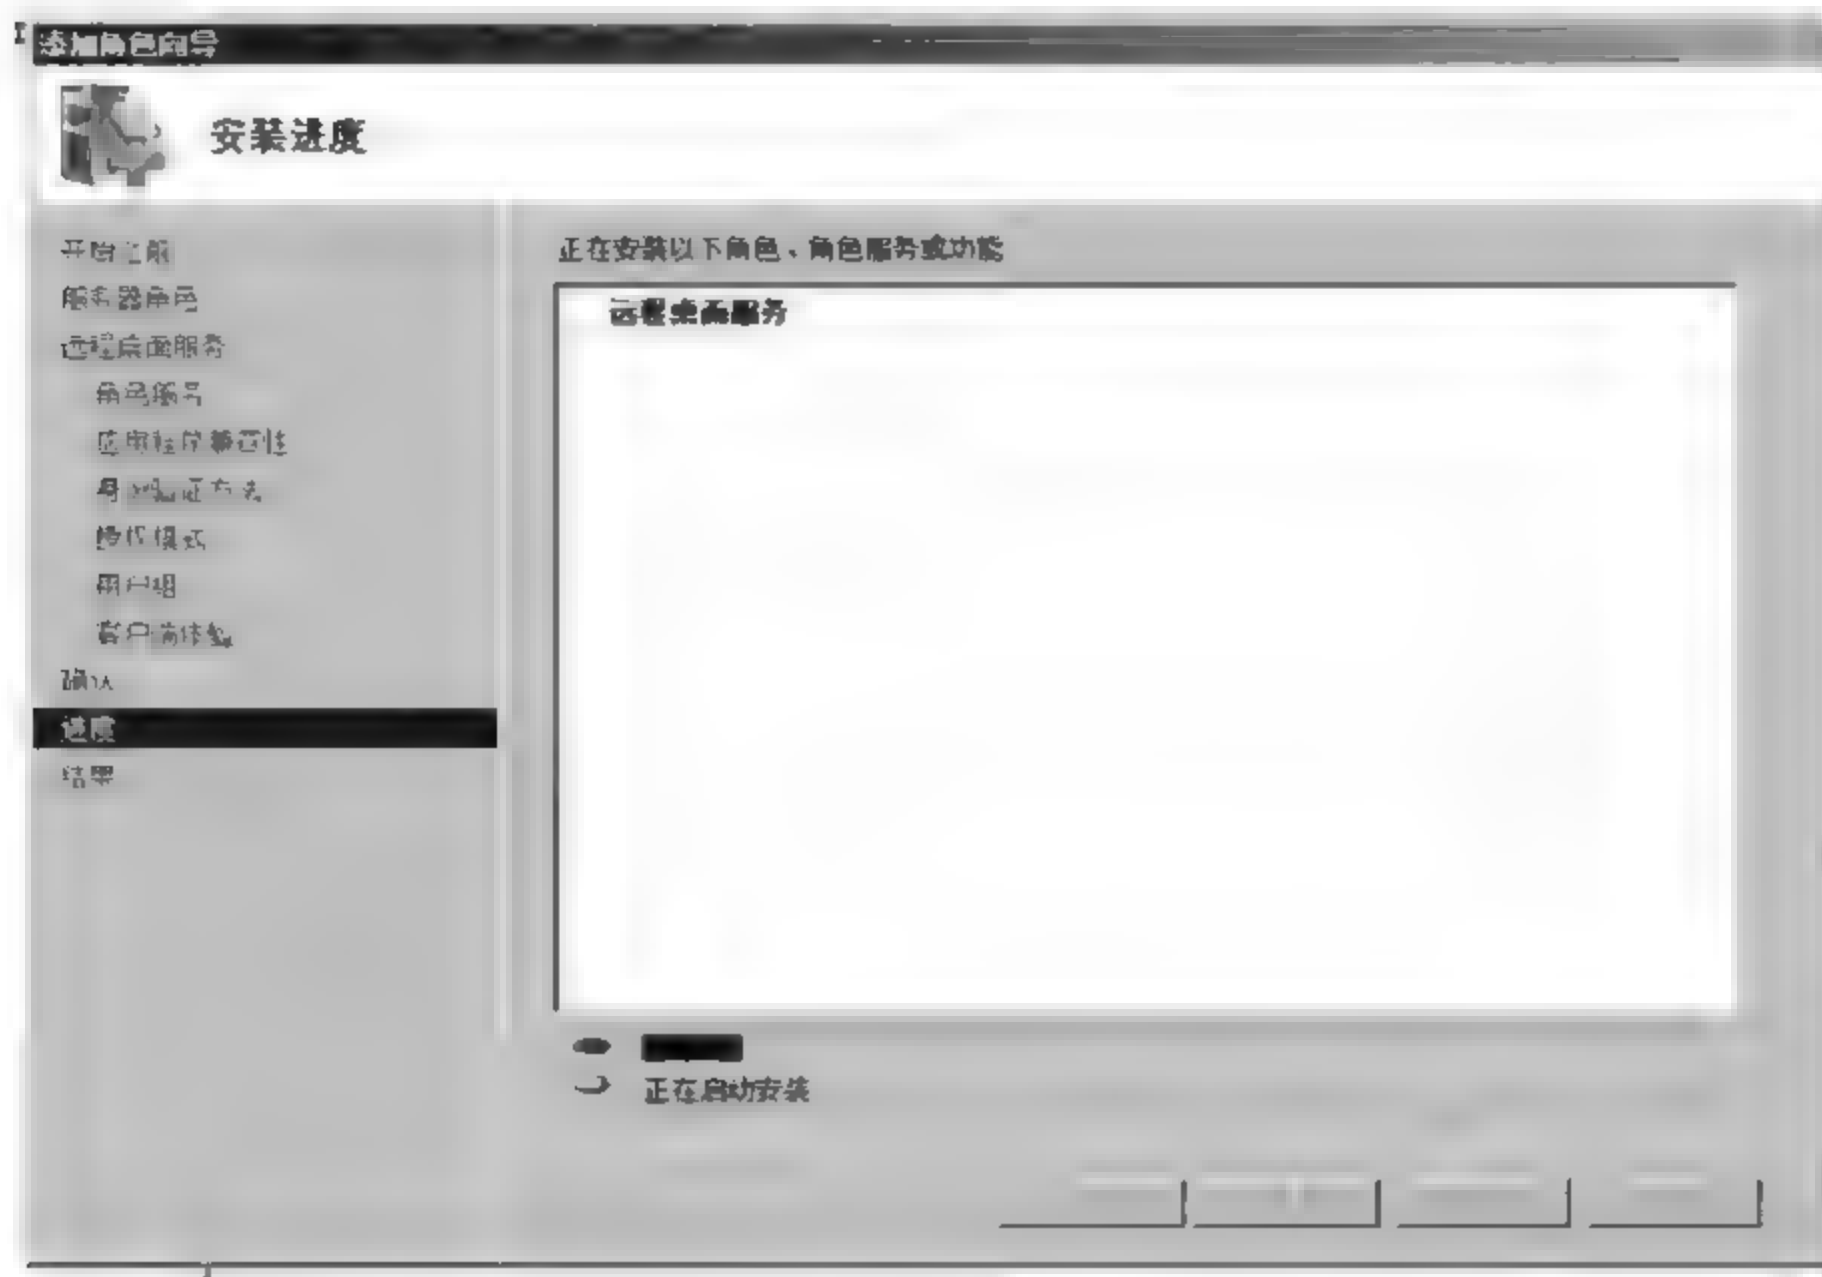 添加角色向导
安装进度
开始之前
服务器角色
远程桌面服务
角色服务
应用程序兼容性
身份验证方法
授权模式
用户组
客户端体验
确认
进度
结果
正在安装以下角色、角色服务或功能
远程桌面服务
正在启动安装